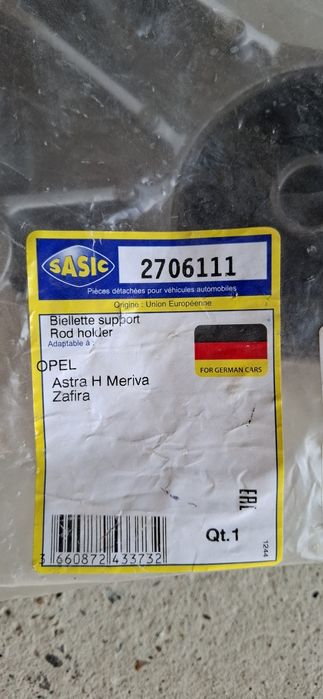 SASIC
2706111
Pièces détachées pour véhicules automobiles
Origine : Union Européenne
Biellette support
Rod holder
Adaptable à :
OPEL
Astra H Meriva
Zafira
FOR GERMAN CARS
EAC
Qt.1
1244
3 660872 433732